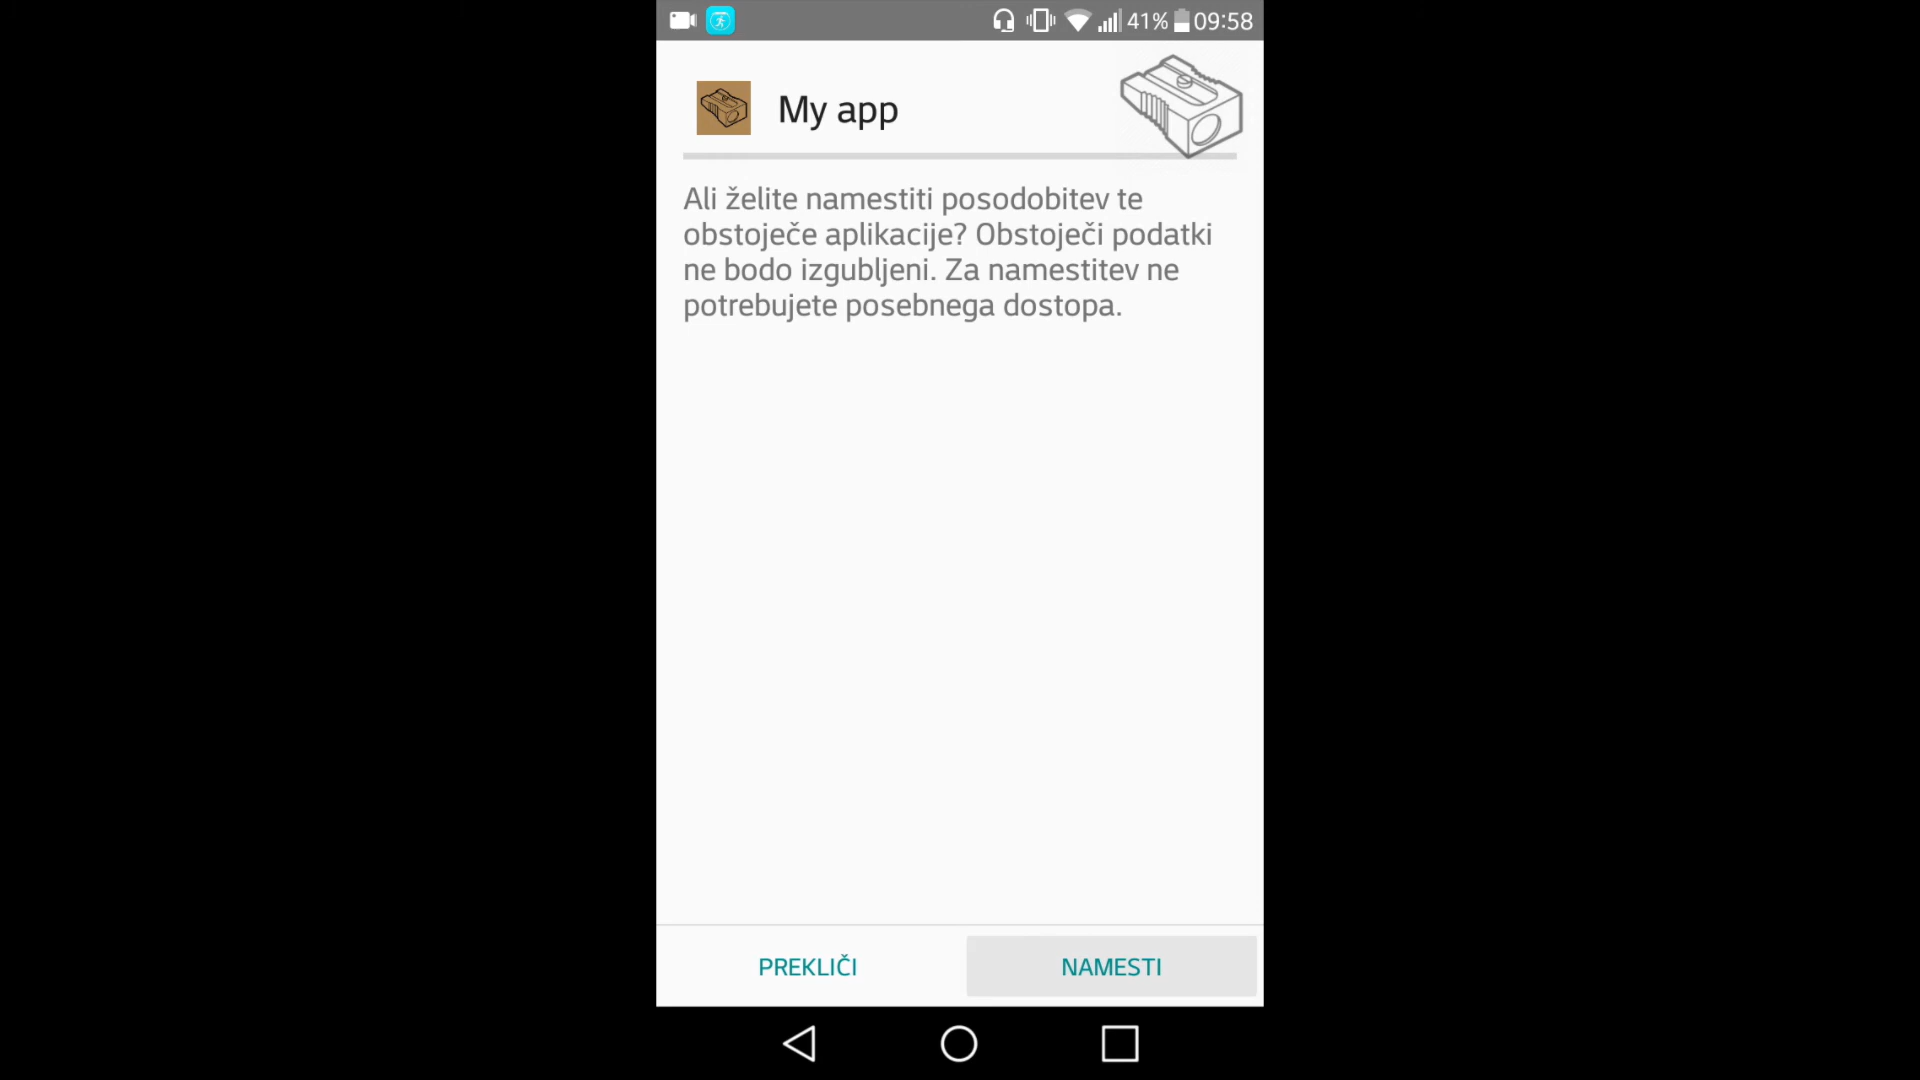 41% 09:58
My app
Ali želite namestiti posodobitev te
obstoječe aplikacije? Obstoječi podatki
ne bodo izgubljeni. Za namestitev ne
potrebujete posebnega dostopa.
PREKLIČI NAMESTI